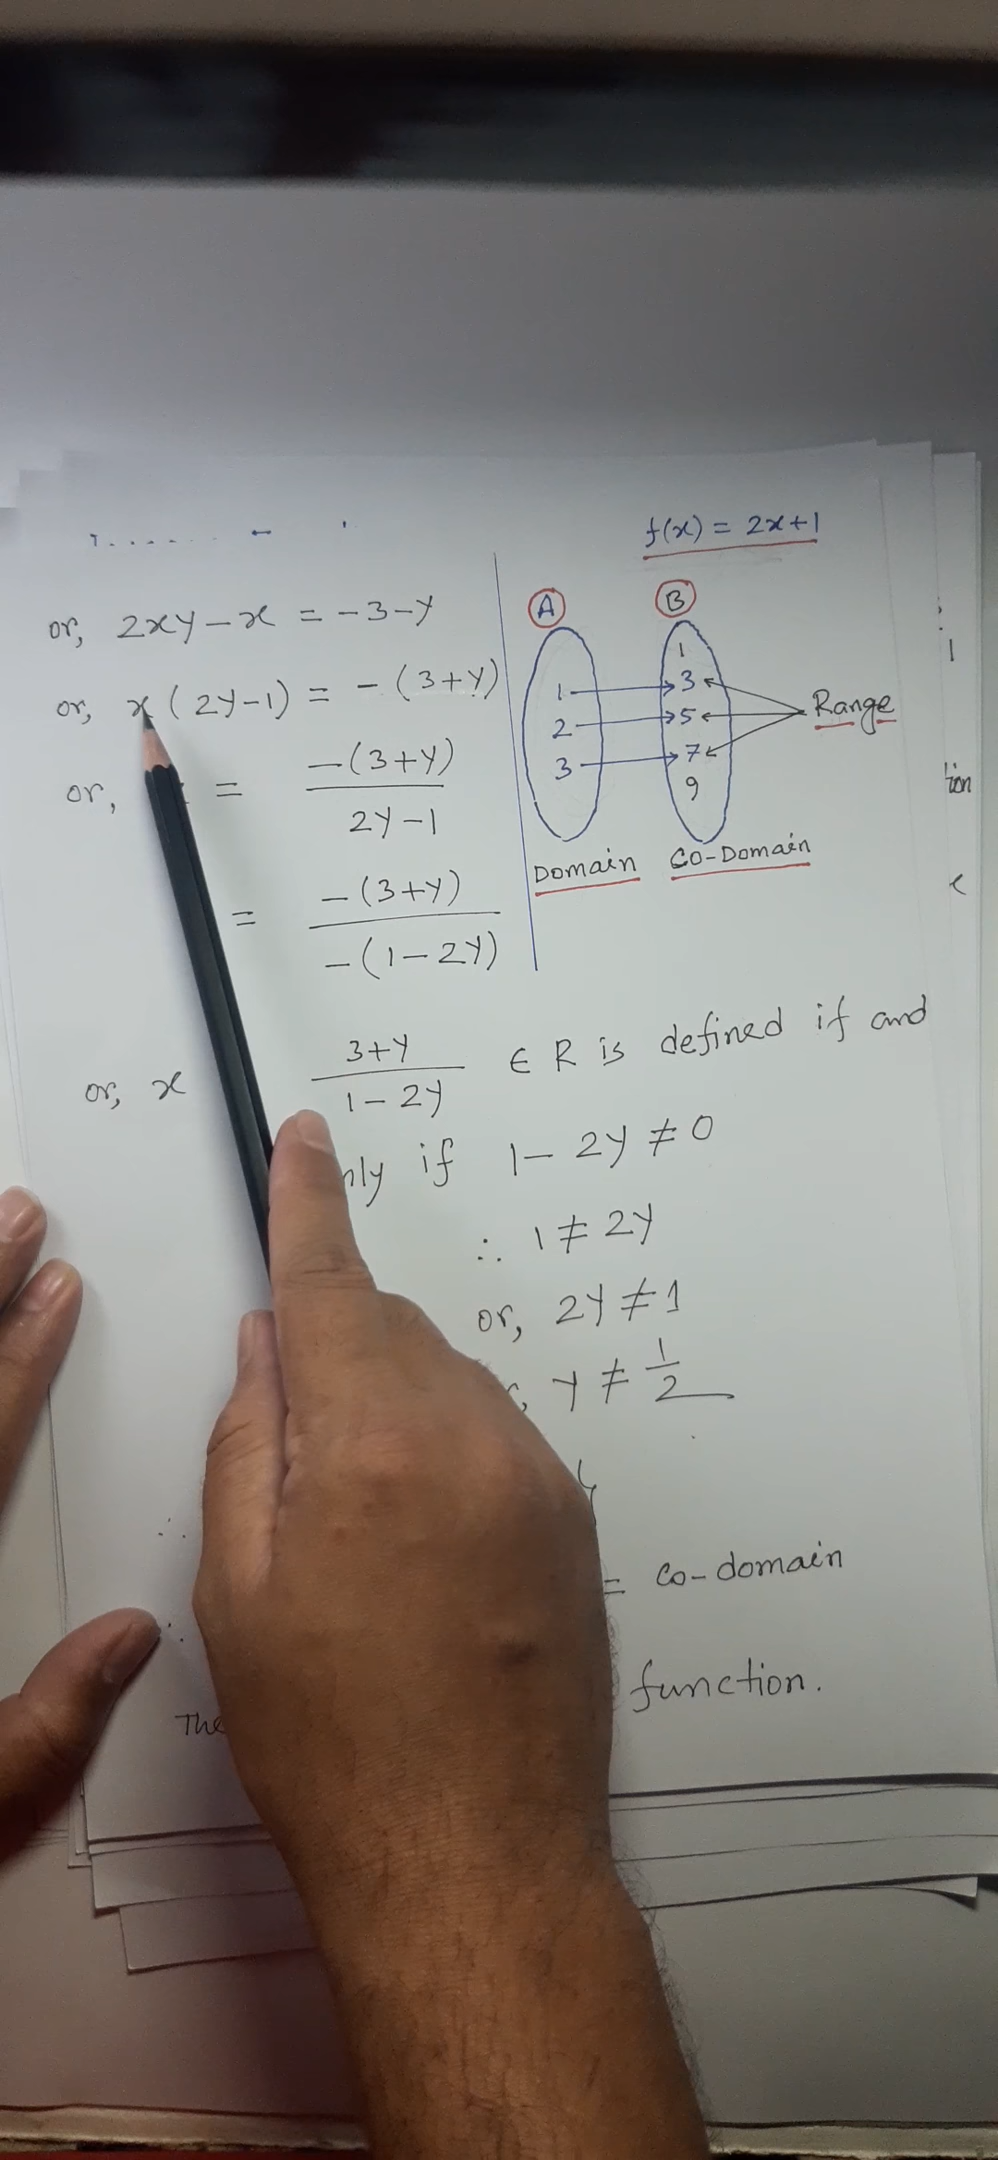 f(x) = 2x+1
or, 2xy-x = -3-y
or, x(2y-1) = -(3+y)
or, = -(3+y) / 2y-1
= -(3+y) / -(1-2y)
or, x 3+y / 1-2y ∈ R is defined if and
if 1-2y ≠ 0
∴ 1 ≠ 2y
or, 2y ≠ 1
y ≠ 1/2
∴
= co-domain
∴
function.
A B
1
1 3
2 5
3 7
9
Range
Domain Co-Domain